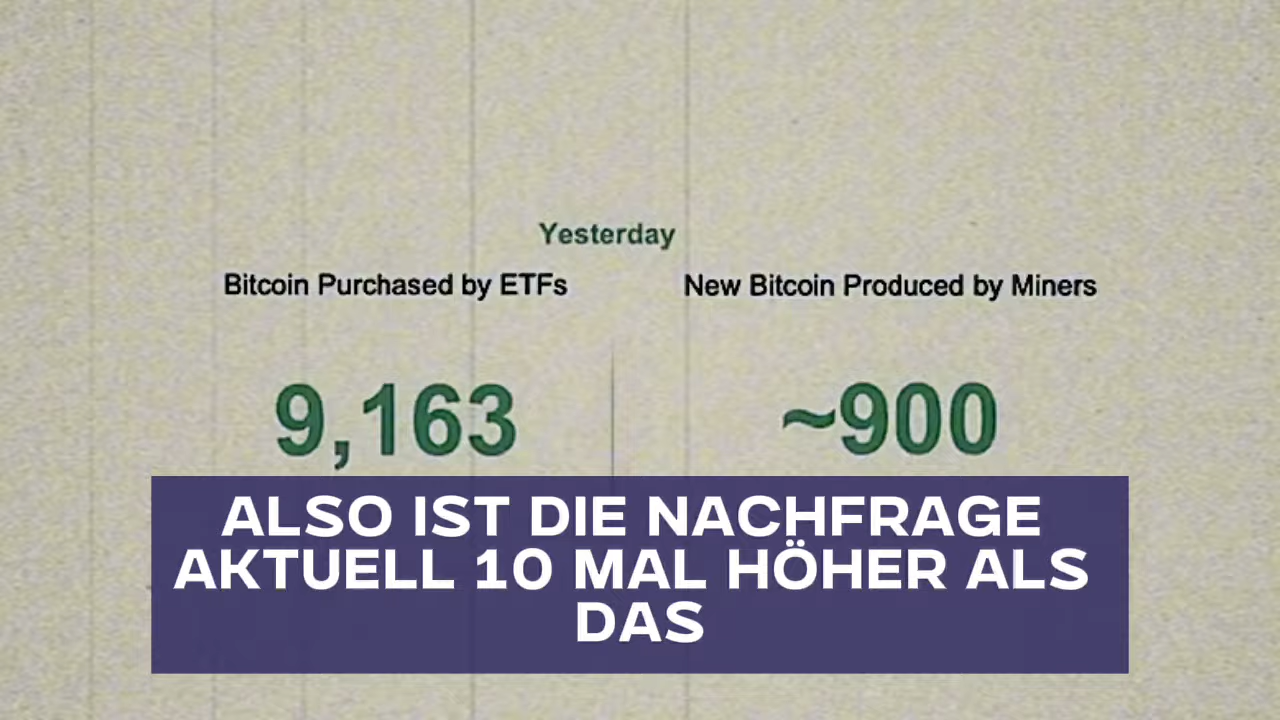 Yesterday
Bitcoin Purchased by ETFs
New Bitcoin Produced by Miners
9,163
~900
ALSO IST DIE NACHFRAGE
AKTUELL 10 MAL HÖHER ALS
DAS